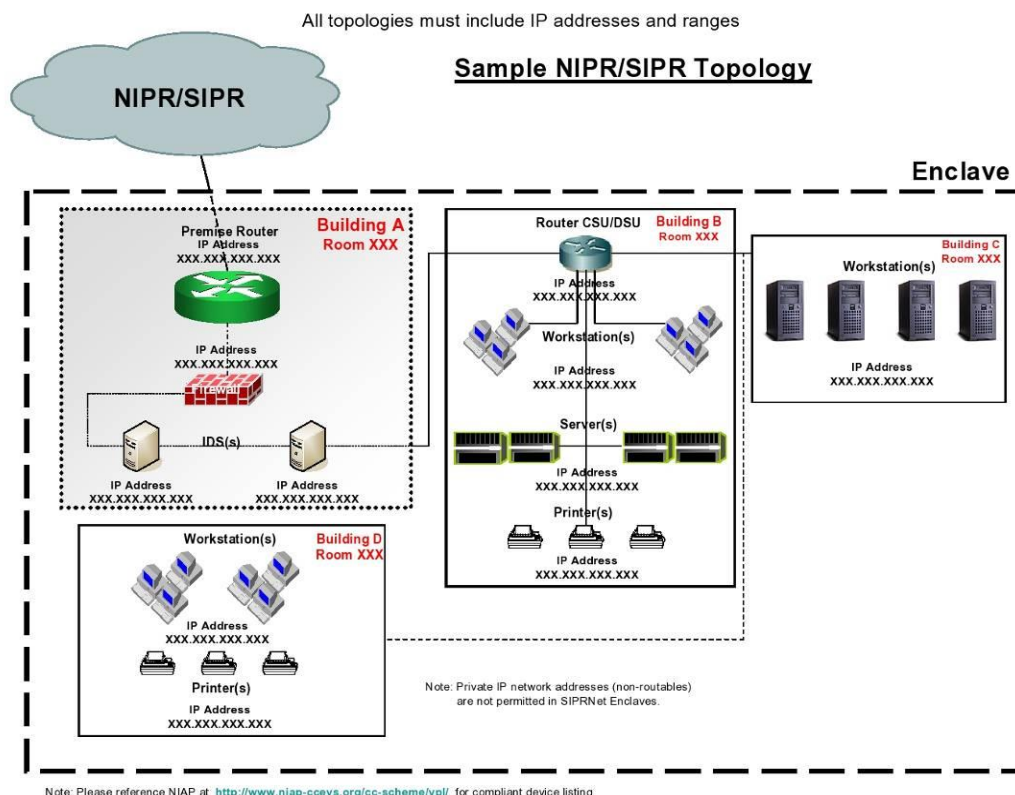 All topologies must include IP addresses and ranges
Sample NIPR/SIPR Topology
NIPR/SIPR
Enclave
Building A
Room XXX
Premise Router
IP Address
XXX.XXX.XXX.XXX
IP Address
XXX.XXX.XXX.XXX
Firewall
IDS(s)
IP Address
XXX.XXX.XXX.XXX
IP Address
XXX.XXX.XXX.XXX
Router CSU/DSU
Building B
Room XXX
IP Address
XXX.XXX.XXX.XXX
Workstation(s)
IP Address
XXX.XXX.XXX.XXX
Server(s)
IP Address
XXX.XXX.XXX.XXX
Printer(s)
IP Address
XXX.XXX.XXX.XXX
Building C
Room XXX
Workstation(s)
IP Address
XXX.XXX.XXX.XXX
Workstation(s)
Building D
Room XXX
IP Address
XXX.XXX.XXX.XXX
Printer(s)
IP Address
XXX.XXX.XXX.XXX
Note: Private IP network addresses (non-routables)
are not permitted in SIPRNet Enclaves.
Note: Please reference NIAP at: http://www.niap-ccevs.org/cc-scheme/vpl/ for compliant device listing